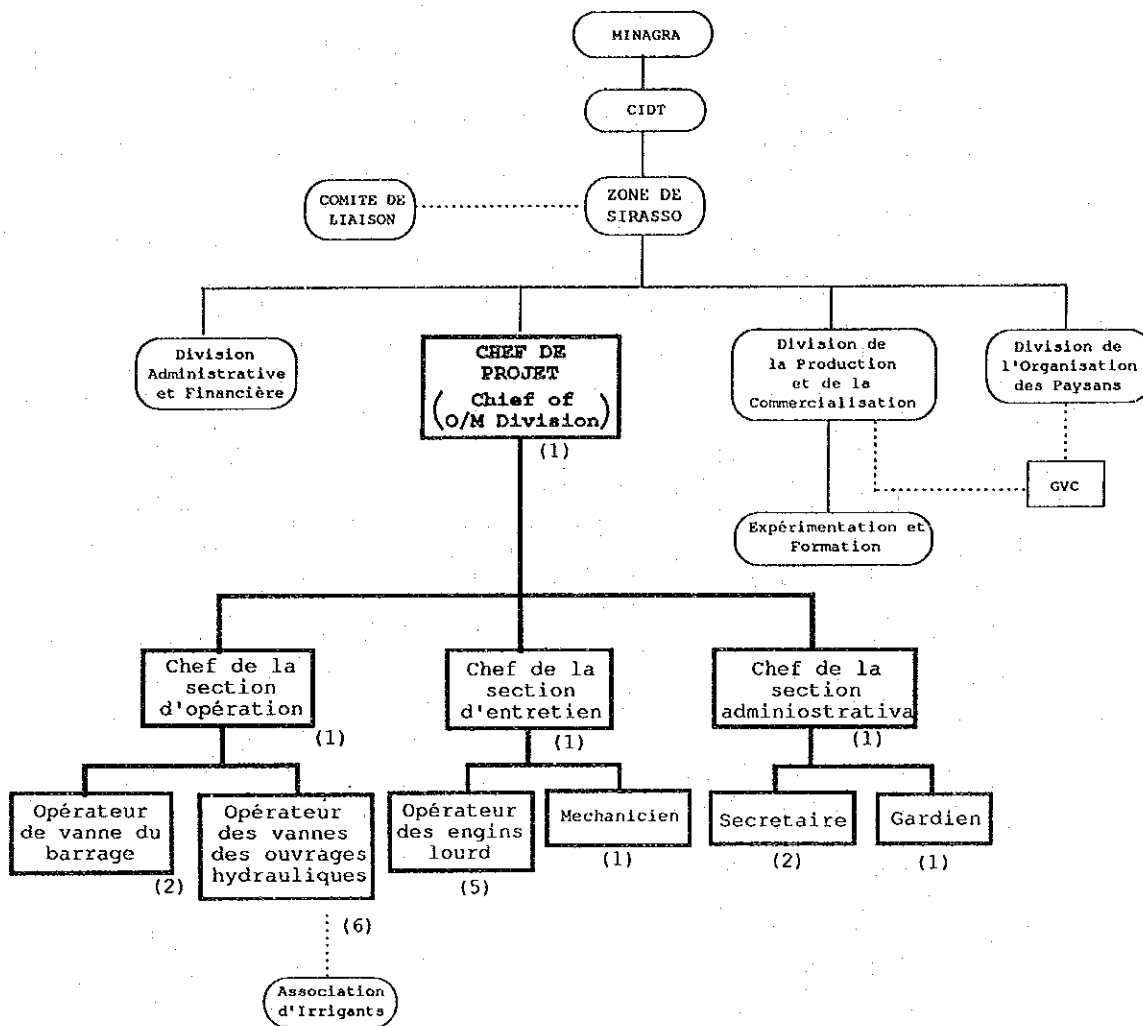 MINAGRA
CIDT
COMITE DE
LIAISON
ZONE DE
SIRASSO
Division
Administrative
et Financière
CHEF DE
PROJET
(Chief of
O/M Division)
(1)
Division de
la Production
et de la
Commercialisation
Division de
l'Organisation
des Paysans
GVC
Expérimentation et
Formation
Chef de la
section
d'opération
(1)
Chef de la
section
d'entretien
(1)
Chef de la
section
adminiostrativa
(1)
Opérateur
de vanne du
barrage
(2)
Opérateur
des vannes
des ouvrages
hydrauliques
(6)
Opérateur
des engins
lourd
(5)
Mechanicien
(1)
Secretaire
(2)
Gardien
(1)
Association
d'Irrigants